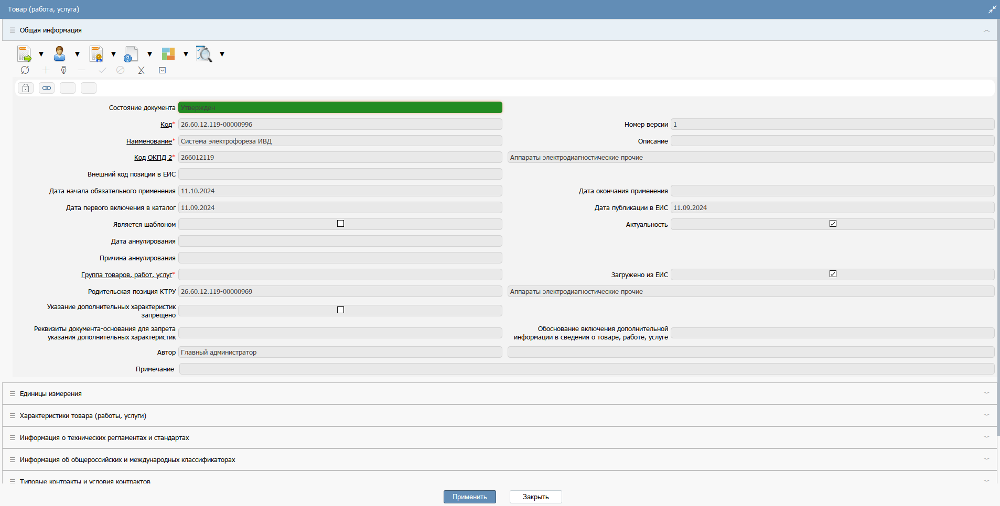 Товар (работа, услуга)
Общая информация
Состояние документа Утвержден
Код* 26.60.12.119-00000996 Номер версии 1
Наименование* Система электрофореза ИВД Описание
Код ОКПД 2* 266012119 Аппараты электродиагностические прочие
Внешний код позиции в ЕИС
Дата начала обязательного применения 11.10.2024 Дата окончания применения
Дата первого включения в каталог 11.09.2024 Дата публикации в ЕИС 11.09.2024
Является шаблоном Актуальность
Дата аннулирования
Причина аннулирования
Группа товаров, работ, услуг* Загружено из ЕИС
Родительская позиция КТРУ 26.60.12.119-00000969 Аппараты электродиагностические прочие
Указание дополнительных характеристик
запрещено
Реквизиты документа-основания для запрета
указания дополнительных характеристик
Обоснование включения дополнительной
информации в сведения о товаре, работе, услуге
Автор Главный администратор
Примечание
Единицы измерения
Характеристики товара (работы, услуги)
Информация о технических регламентах и стандартах
Информация об общероссийских и международных классификаторах
Типовые контракты и условия контрактов
Применить Закрыть